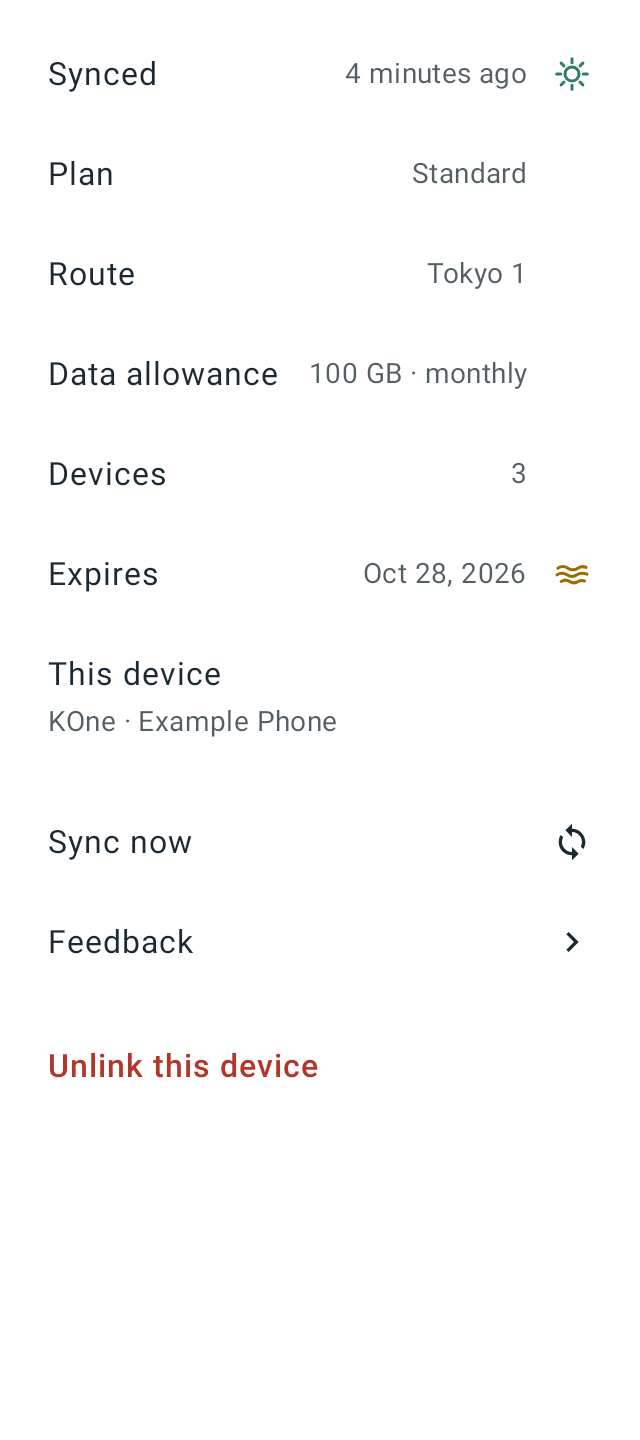 Synced 4 minutes ago
Plan Standard
Route Tokyo 1
Data allowance 100 GB · monthly
Devices 3
Expires Oct 28, 2026
This device
KOne · Example Phone
Sync now
Feedback
Unlink this device